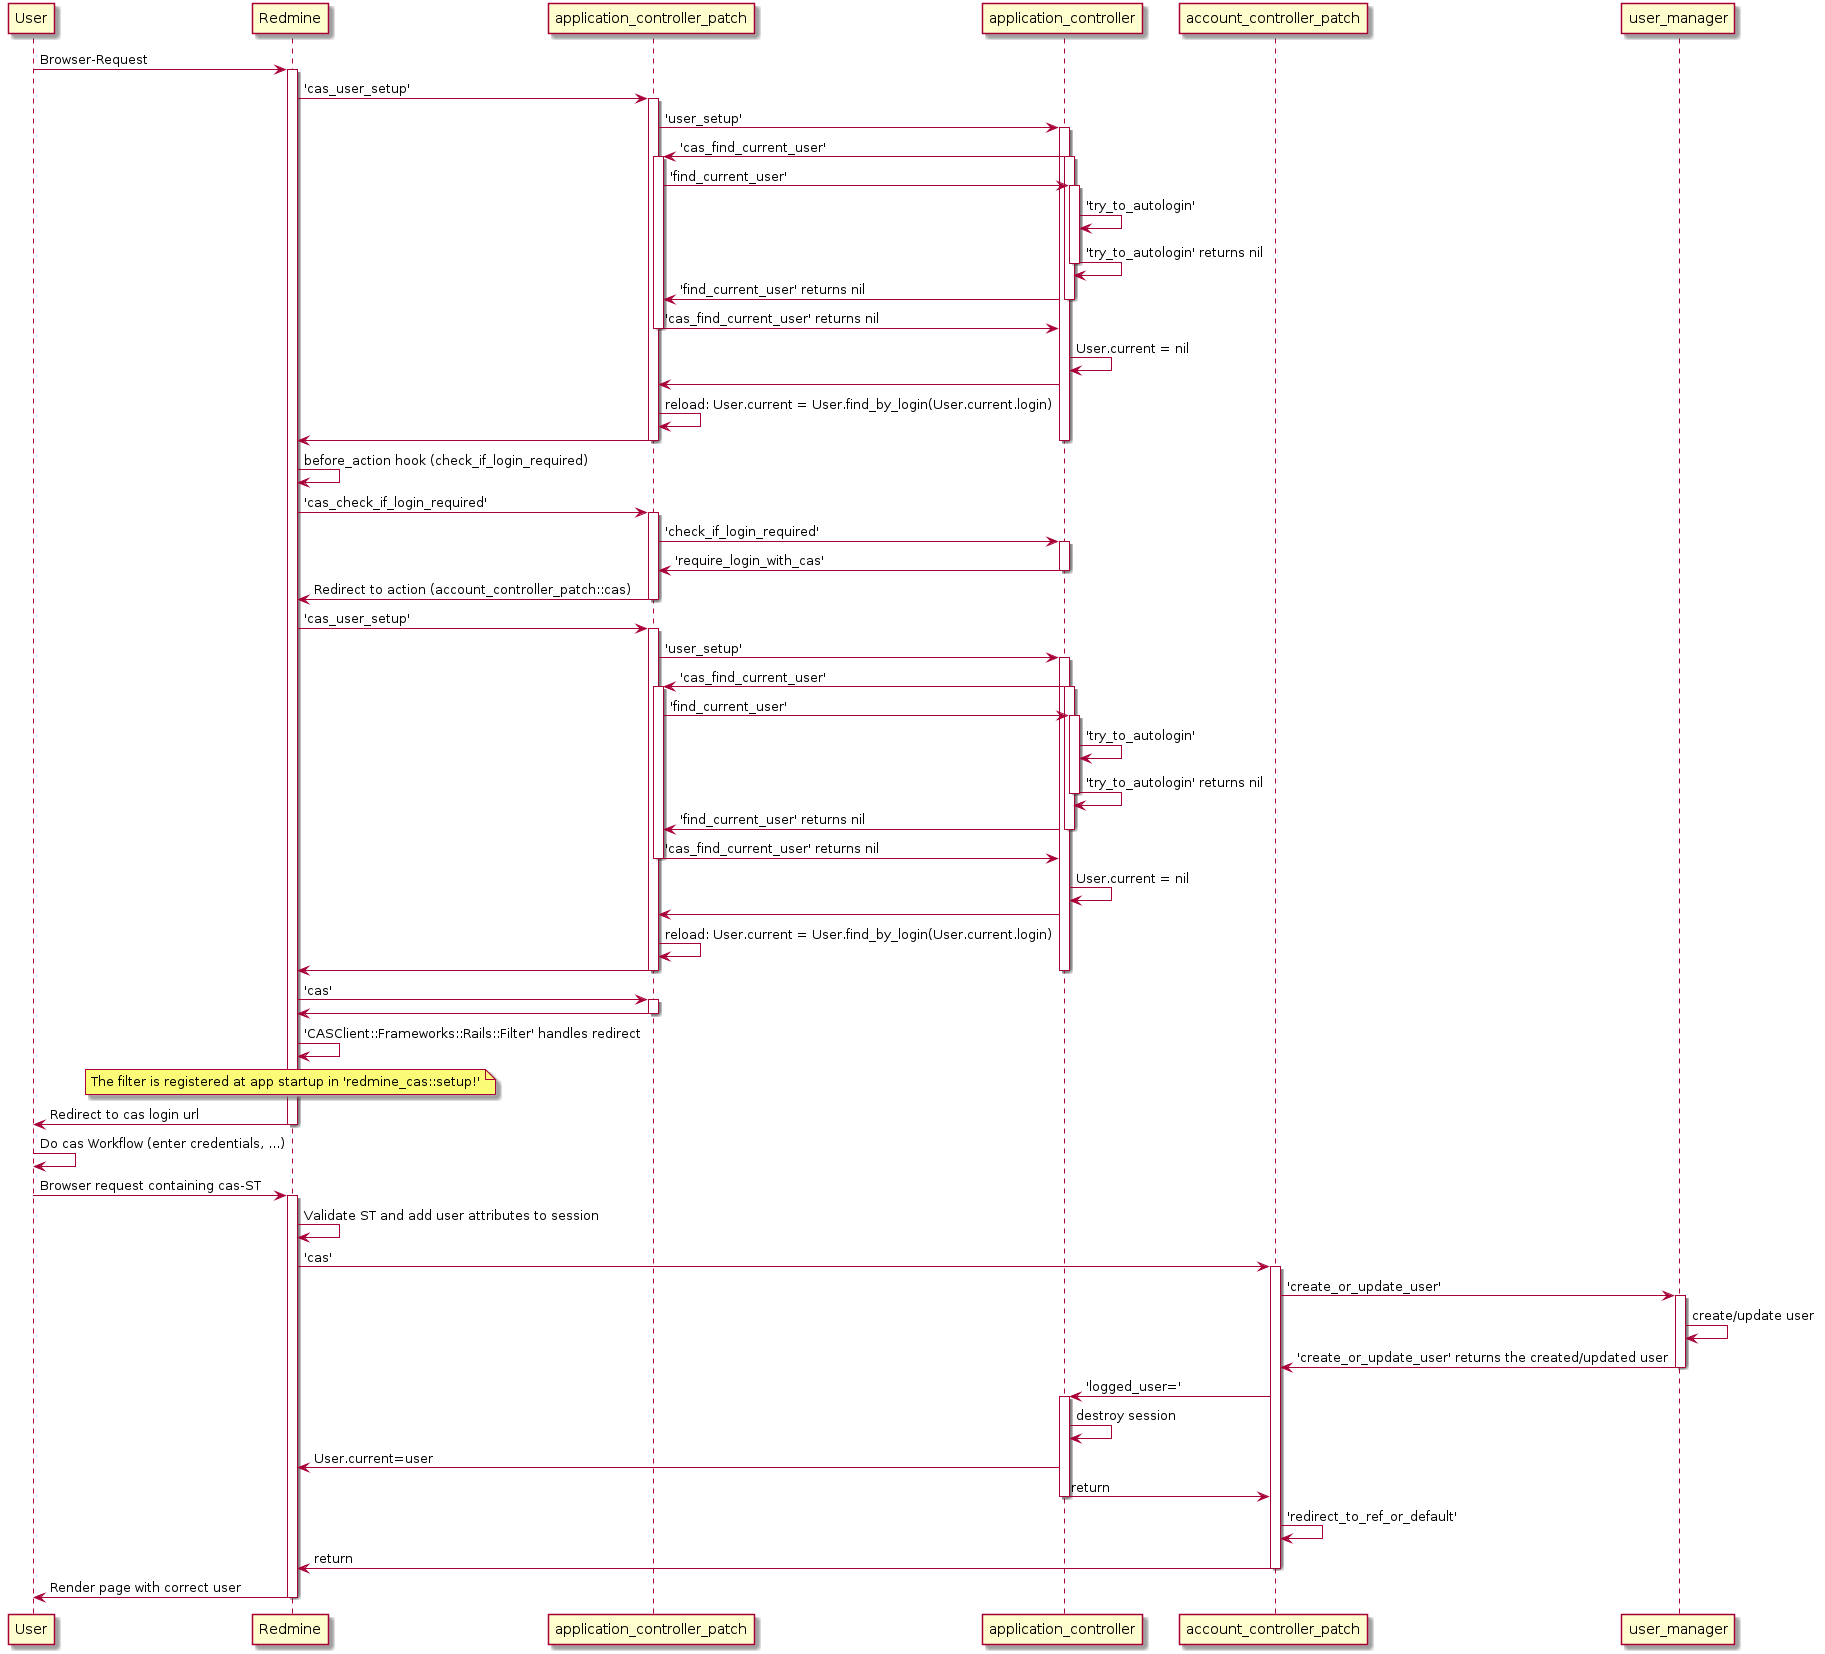 User
Redmine
application_controller_patch
application_controller
account_controller_patch
user_manager
Browser-Request
'cas_user_setup'
'user_setup'
'cas_find_current_user'
'find_current_user'
'try_to_autologin'
'try_to_autologin' returns nil
'find_current_user' returns nil
'cas_find_current_user' returns nil
User.current = nil
reload: User.current = User.find_by_login(User.current.login)
before_action hook (check_if_login_required)
'cas_check_if_login_required'
'check_if_login_required'
'require_login_with_cas'
Redirect to action (account_controller_patch::cas)
'cas_user_setup'
'user_setup'
'cas_find_current_user'
'find_current_user'
'try_to_autologin'
'try_to_autologin' returns nil
'find_current_user' returns nil
'cas_find_current_user' returns nil
User.current = nil
reload: User.current = User.find_by_login(User.current.login)
'cas'
'CASClient::Frameworks::Rails::Filter' handles redirect
The filter is registered at app startup in 'redmine_cas::setup!'
Redirect to cas login url
Do cas Workflow (enter credentials, ...)
Browser request containing cas-ST
Validate ST and add user attributes to session
'cas'
'create_or_update_user'
create/update user
'create_or_update_user' returns the created/updated user
'logged_user='
destroy session
User.current=user
return
'redirect_to_ref_or_default'
return
Render page with correct user
User
Redmine
application_controller_patch
application_controller
account_controller_patch
user_manager